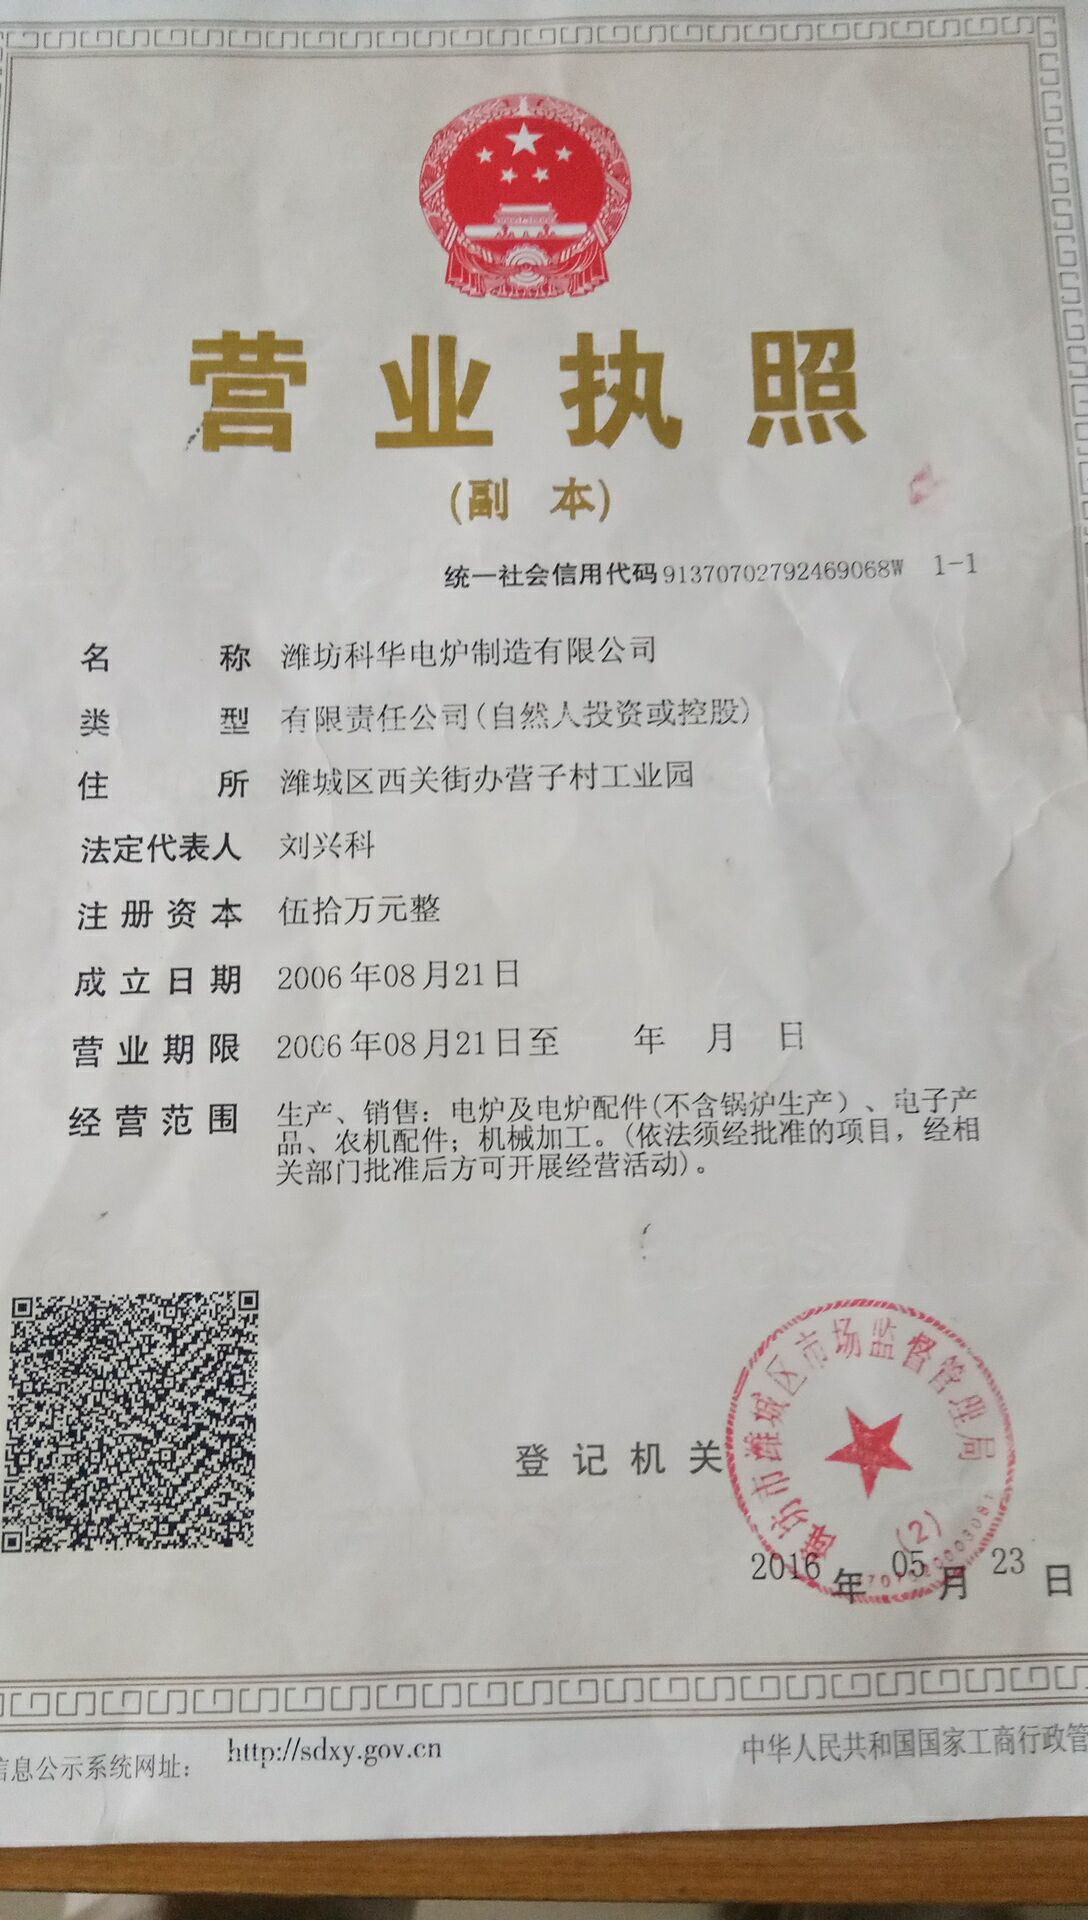 营业执照
(副 本)
统一社会信用代码 91370702792469068W 1-1
名 称 潍坊科华电炉制造有限公司
类 型 有限责任公司(自然人投资或控股)
住 所 潍城区西关街办营子村工业园
法定代表人 刘兴科
注册资本 伍拾万元整
成立日期 2006年08月21日
营业期限 2006年08月21日至 年 月 日
经营范围 生产、销售: 电炉及电炉配件(不含锅炉生产)、电子产
品、农机配件; 机械加工。(依法须经批准的项目, 经相
关部门批准后方可开展经营活动)。
潍坊市潍城区市场监督管理局
登记机关
(2)
2016年05月23日
信息公示系统网址: http://sdxy.gov.cn 中华人民共和国国家工商行政管